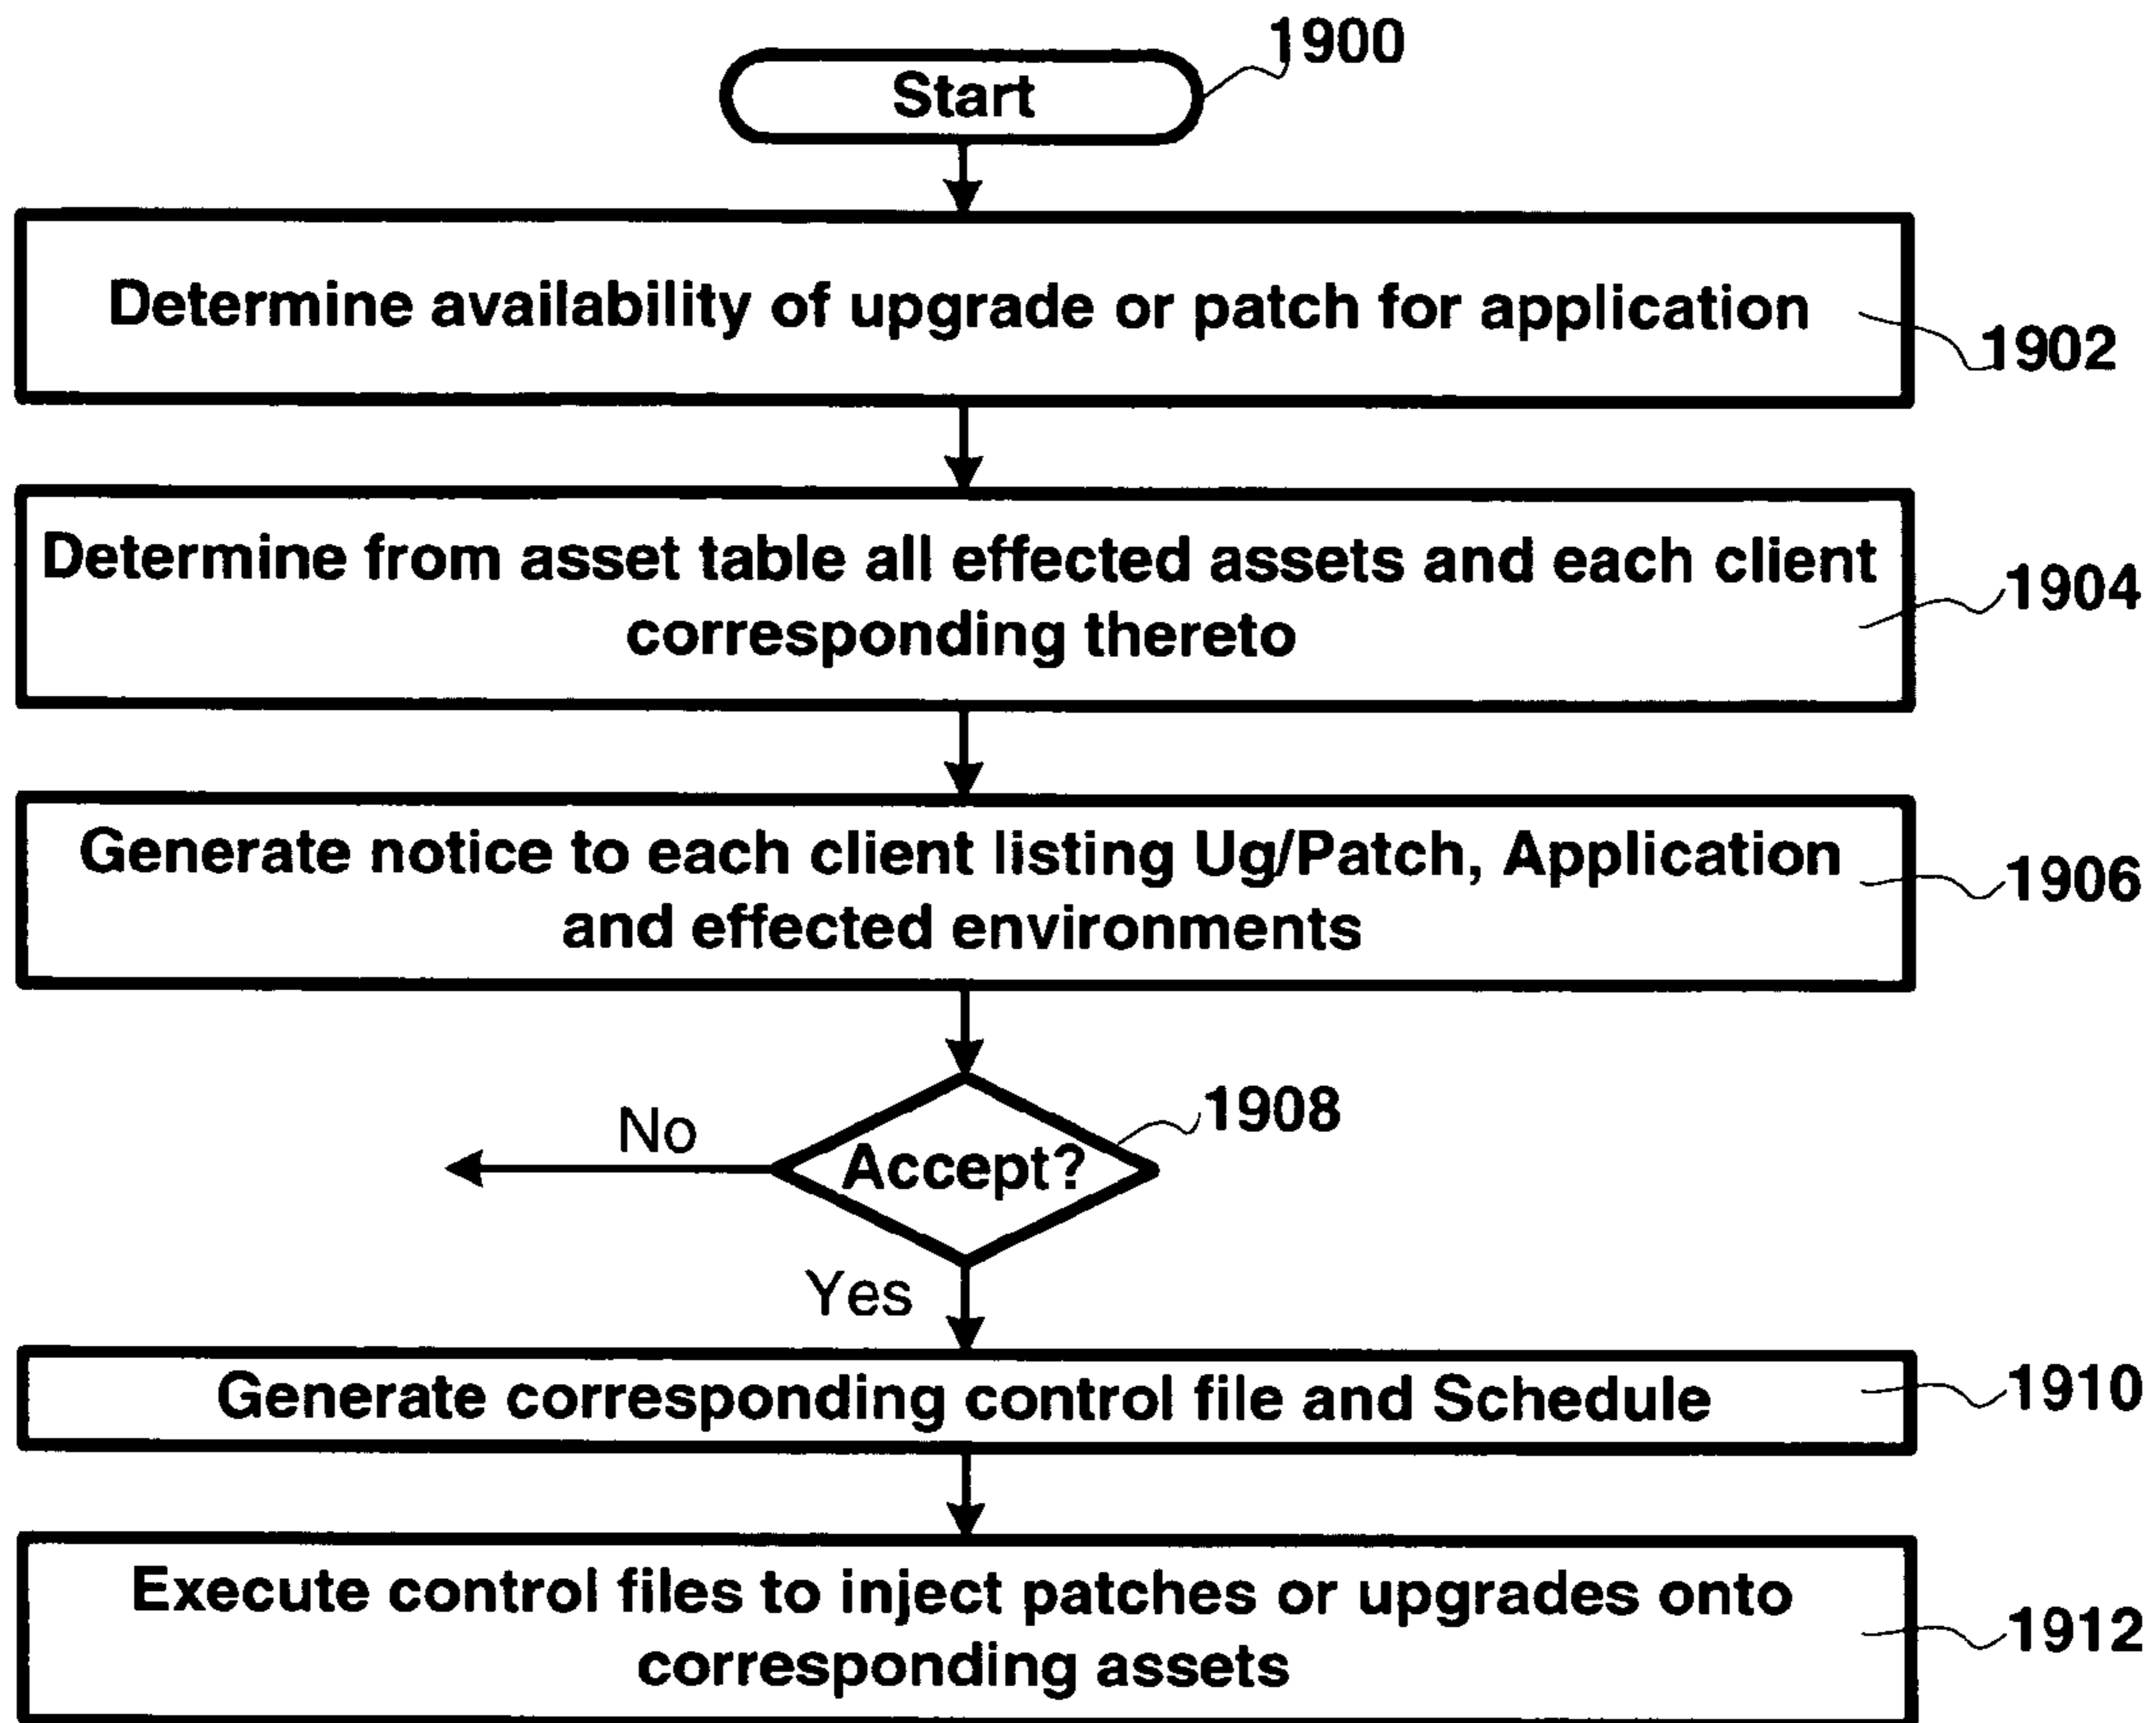 1900
Start
Determine availability of upgrade or patch for application
1902
Determine from asset table all effected assets and each client
corresponding thereto
1904
Generate notice to each client listing Ug/Patch, Application
and effected environments
1906
1908
No
Accept?
Yes
Generate corresponding control file and Schedule
1910
Execute control files to inject patches or upgrades onto
corresponding assets
1912